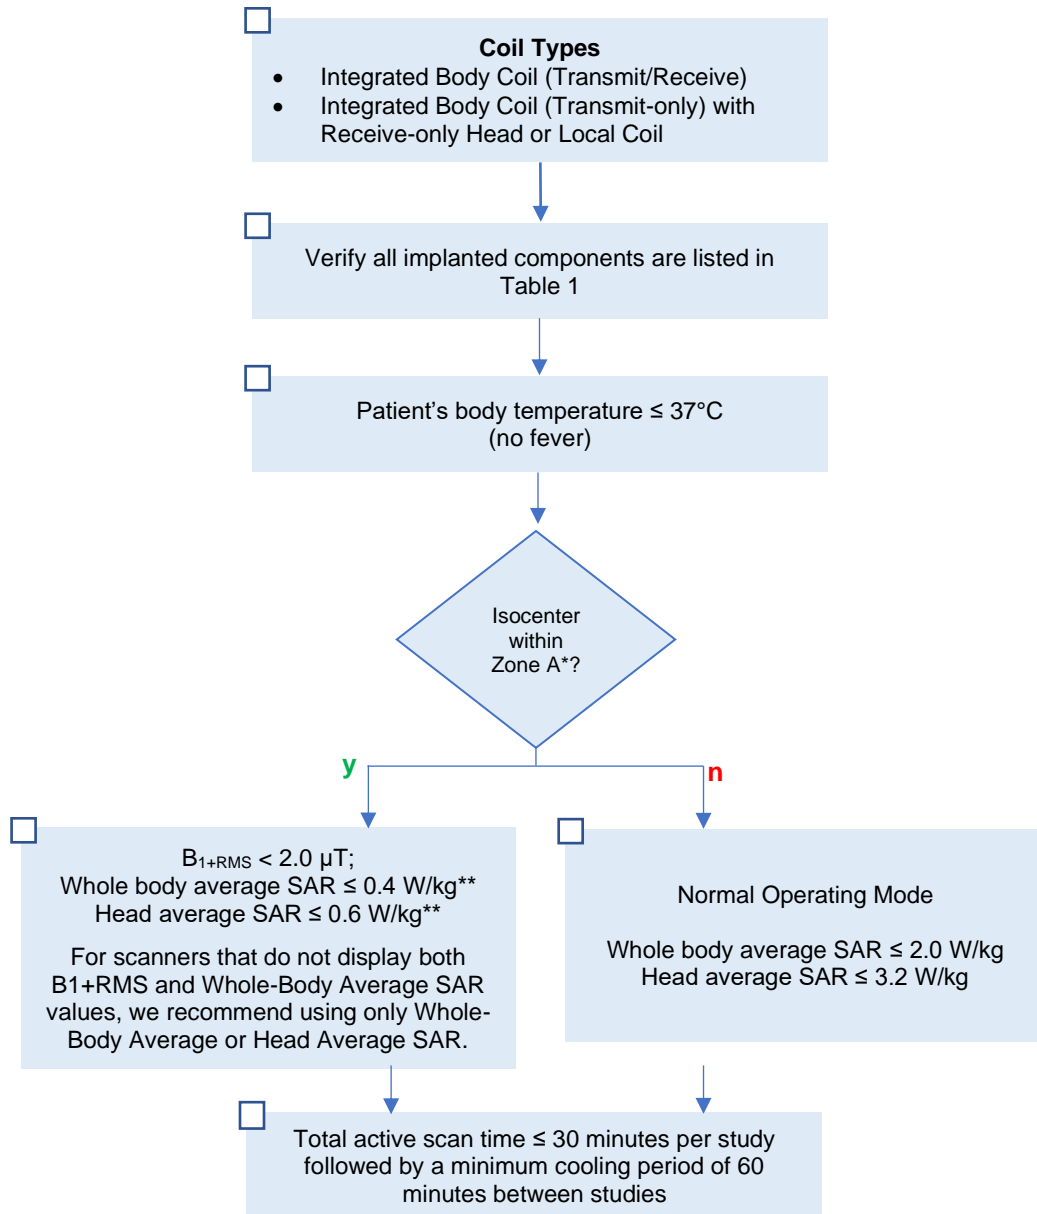 Coil Types
• Integrated Body Coil (Transmit/Receive)
• Integrated Body Coil (Transmit-only) with
Receive-only Head or Local Coil
Verify all implanted components are listed in
Table 1
Patient’s body temperature ≤ 37°C
(no fever)
Isocenter
within
Zone A*?
y
n
B1+RMS < 2.0 µT;
Whole body average SAR ≤ 0.4 W/kg**
Head average SAR ≤ 0.6 W/kg**
For scanners that do not display both
B1+RMS and Whole-Body Average SAR
values, we recommend using only Whole-
Body Average or Head Average SAR.
Normal Operating Mode
Whole body average SAR ≤ 2.0 W/kg
Head average SAR ≤ 3.2 W/kg
Total active scan time ≤ 30 minutes per study
followed by a minimum cooling period of 60
minutes between studies